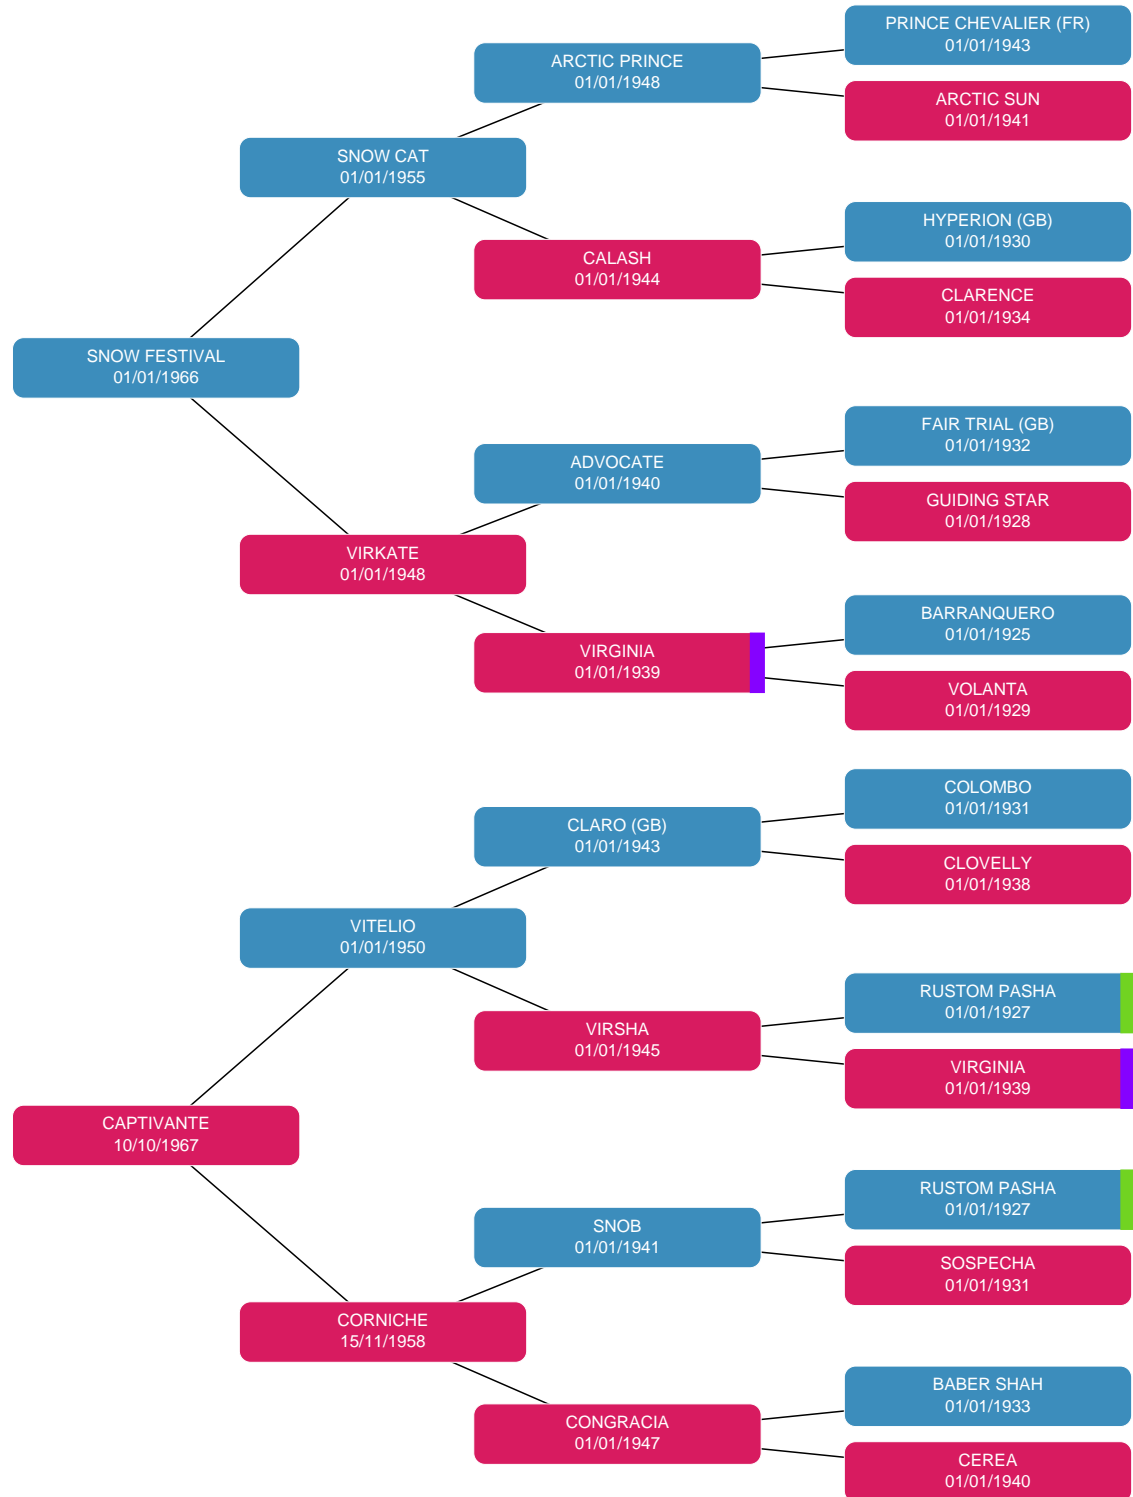 PRINCE CHEVALIER (FR)
01/01/1943
ARCTIC PRINCE
01/01/1948
ARCTIC SUN
01/01/1941
SNOW CAT
01/01/1955
HYPERION (GB)
01/01/1930
CALASH
01/01/1944
CLARENCE
01/01/1934
SNOW FESTIVAL
01/01/1966
FAIR TRIAL (GB)
01/01/1932
ADVOCATE
01/01/1940
GUIDING STAR
01/01/1928
VIRKATE
01/01/1948
BARRANQUERO
01/01/1925
VIRGINIA
01/01/1939
VOLANTA
01/01/1929
COLOMBO
01/01/1931
CLARO (GB)
01/01/1943
CLOVELLY
01/01/1938
VITELIO
01/01/1950
RUSTOM PASHA
01/01/1927
VIRSHA
01/01/1945
VIRGINIA
01/01/1939
CAPTIVANTE
10/10/1967
RUSTOM PASHA
01/01/1927
SNOB
01/01/1941
SOSPECHA
01/01/1931
CORNICHE
15/11/1958
BABER SHAH
01/01/1933
CONGRACIA
01/01/1947
CEREA
01/01/1940